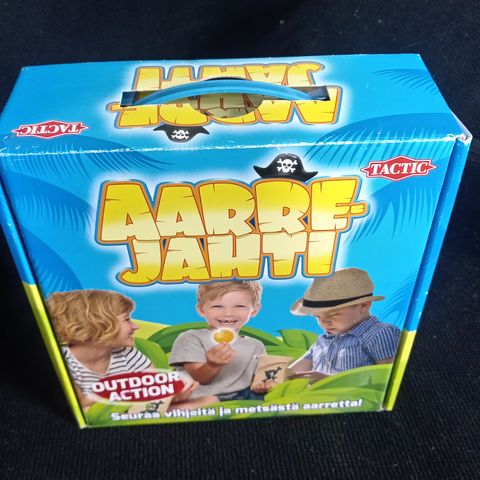 AARRE-
JAHTI
TACTIC
AARRE-
JAHTI
TACTIC
OUTDOOR
ACTION
Seuraa vihjeitä ja metsästä aarretta!